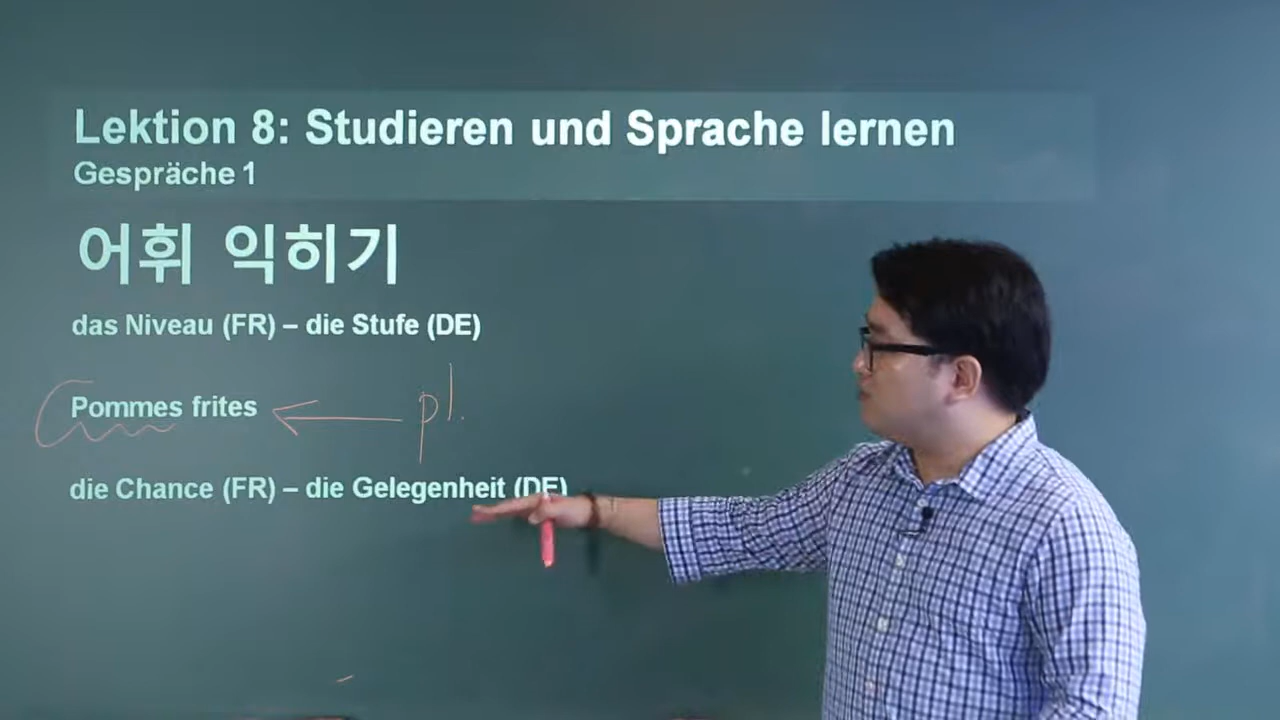 Lektion 8: Studieren und Sprache lernen
Gespräche 1
어휘 익히기
das Niveau (FR) – die Stufe (DE)
Pommes frites pl.
die Chance (FR) – die Gelegenheit (DE)